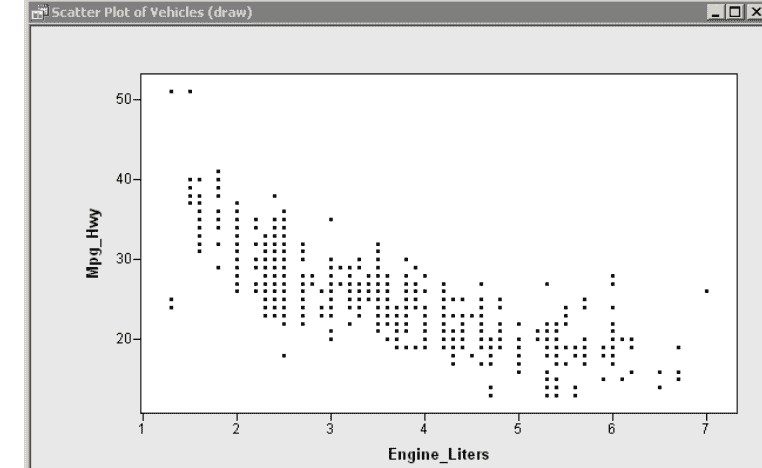 Scatter Plot of Vehicles (draw)
50
40
Mpg_Hwy
30
20
1 2 3 4 5 6 7
Engine_Liters